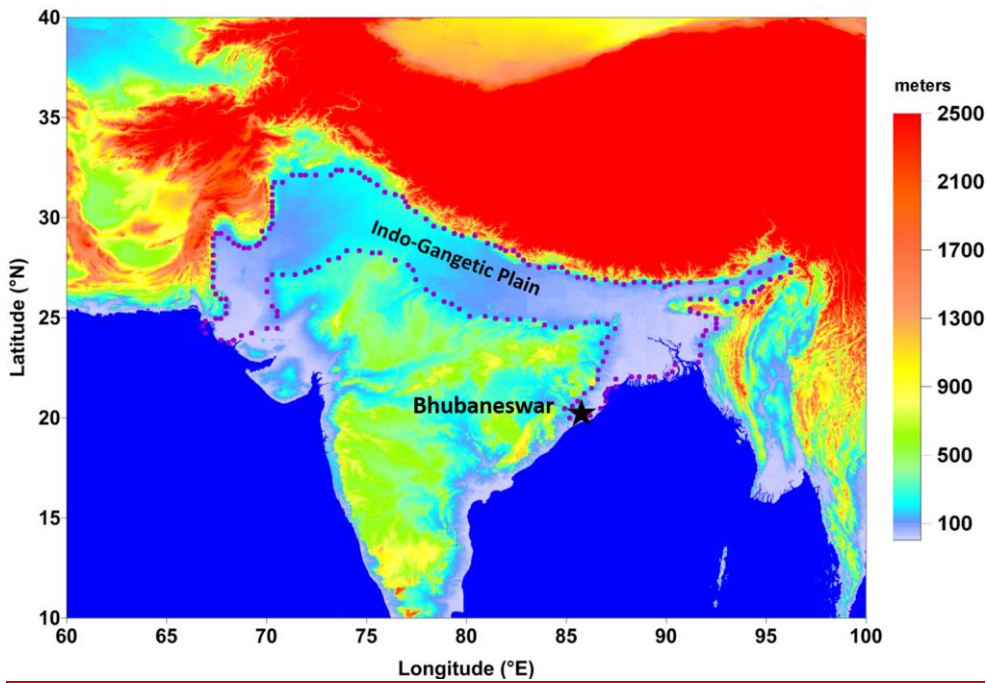 40
35
30
25
20
15
10
Latitude (°N)
60 65 70 75 80 85 90 95 100
Longitude (°E)
Indo-Gangetic Plain
Bhubaneswar
meters
2500
2100
1700
1300
900
500
100